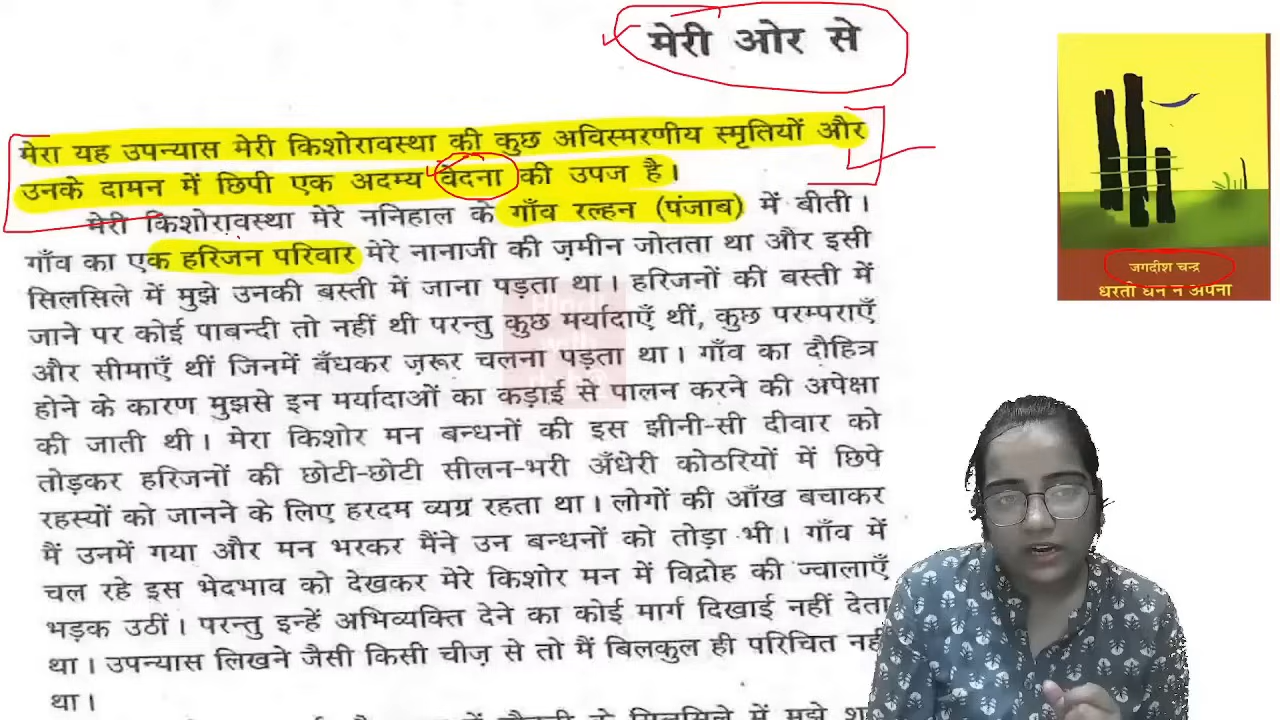 मेरी ओर से
मेरा यह उपन्यास मेरी किशोरावस्था की कुछ अविस्मरणीय स्मृतियों और
उनके दामन में छिपी एक अदम्य वेदना की उपज है।
मेरी किशोरावस्था मेरे ननिहाल के गाँव रल्हन (पंजाब) में बीती।
गाँव का एक हरिजन परिवार मेरे नानाजी की ज़मीन जोतता था और इसी
सिलसिले में मुझे उनकी बस्ती में जाना पड़ता था। हरिजनों की बस्ती में
जाने पर कोई पाबन्दी तो नहीं थी परन्तु कुछ मर्यादाएँ थीं, कुछ परम्पराएँ
और सीमाएँ थीं जिनमें बँधकर ज़रूर चलना पड़ता था। गाँव का दौहित्र
होने के कारण मुझसे इन मर्यादाओं का कड़ाई से पालन करने की अपेक्षा
की जाती थी। मेरा किशोर मन बन्धनों की इस झीनी-सी दीवार को
तोड़कर हरिजनों की छोटी-छोटी सीलन-भरी अँधेरी कोठरियों में छिपे
रहस्यों को जानने के लिए हरदम व्यग्र रहता था। लोगों की आँख बचाकर
मैं उनमें गया और मन भरकर मैंने उन बन्धनों को तोड़ा भी। गाँव में
चल रहे इस भेदभाव को देखकर मेरे किशोर मन में विद्रोह की ज्वालाएँ
भड़क उठीं। परन्तु इन्हें अभिव्यक्ति देने का कोई मार्ग दिखाई नहीं देता
था। उपन्यास लिखने जैसी किसी चीज़ से तो मैं बिलकुल ही परिचित नहीं
था।
जगदीश चन्द्र
धरती धन न अपना